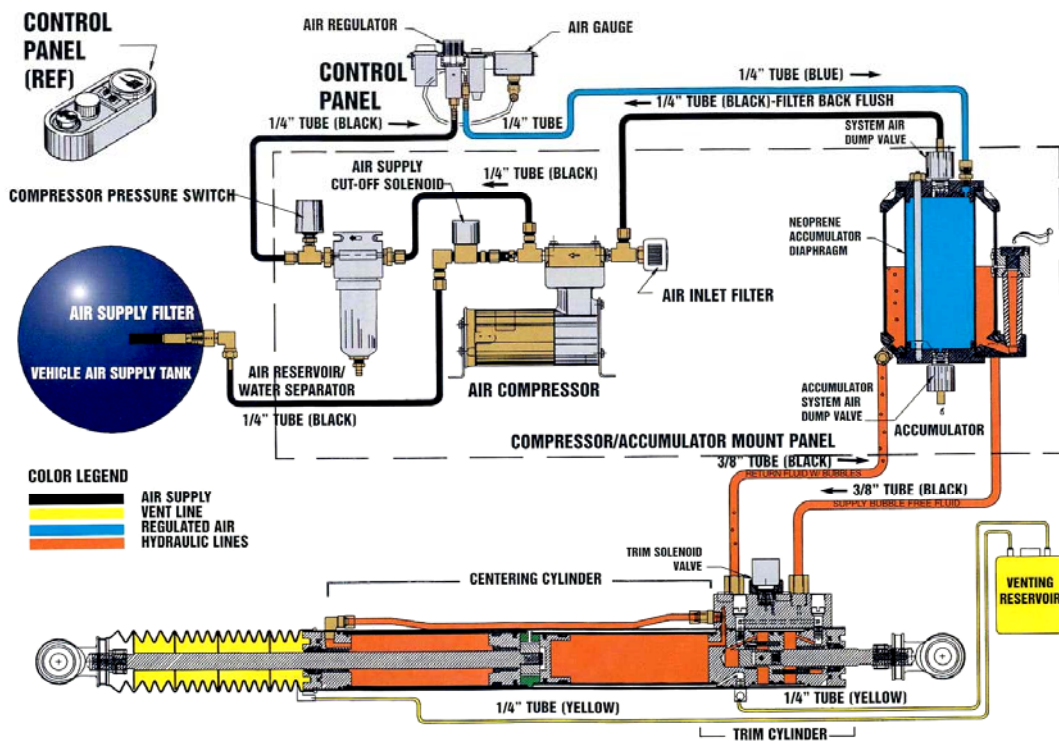 CONTROL
PANEL
(REF)
AIR REGULATOR
AIR GAUGE
CONTROL
PANEL
1/4" TUBE (BLUE)
1/4" TUBE (BLACK)-FILTER BACK FLUSH
1/4" TUBE (BLACK)
1/4" TUBE
SYSTEM AIR
DUMP VALVE
AIR SUPPLY
CUT-OFF SOLENOID
1/4" TUBE (BLACK)
COMPRESSOR PRESSURE SWITCH
NEOPRENE
ACCUMULATOR
DIAPHRAGM
AIR INLET FILTER
AIR SUPPLY FILTER
VEHICLE AIR SUPPLY TANK
AIR RESERVOIR/
WATER SEPARATOR
AIR COMPRESSOR
1/4" TUBE (BLACK)
ACCUMULATOR
SYSTEM AIR
DUMP VALVE
ACCUMULATOR
COMPRESSOR/ACCUMULATOR MOUNT PANEL
3/8" TUBE (BLACK)
RETURN FLUID W/ BUBBLES
3/8" TUBE (BLACK)
SUPPLY BUBBLE FREE FLUID
COLOR LEGEND
AIR SUPPLY
VENT LINE
REGULATED AIR
HYDRAULIC LINES
TRIM SOLENOID
VALVE
CENTERING CYLINDER
VENTING
RESERVOIR
1/4" TUBE (YELLOW)
1/4" TUBE (YELLOW)
TRIM CYLINDER